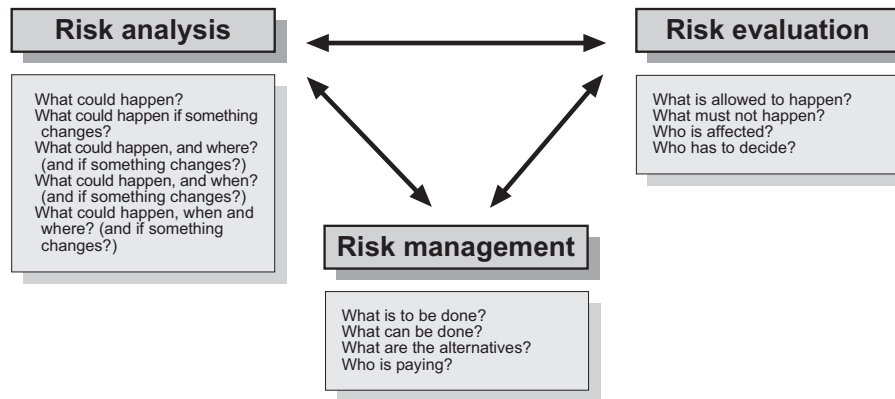 Risk analysis
What could happen?
What could happen if something
changes?
What could happen, and where?
(and if something changes?)
What could happen, and when?
(and if something changes?)
What could happen, when and
where? (and if something
changes?)
Risk evaluation
What is allowed to happen?
What must not happen?
Who is affected?
Who has to decide?
Risk management
What is to be done?
What can be done?
What are the alternatives?
Who is paying?